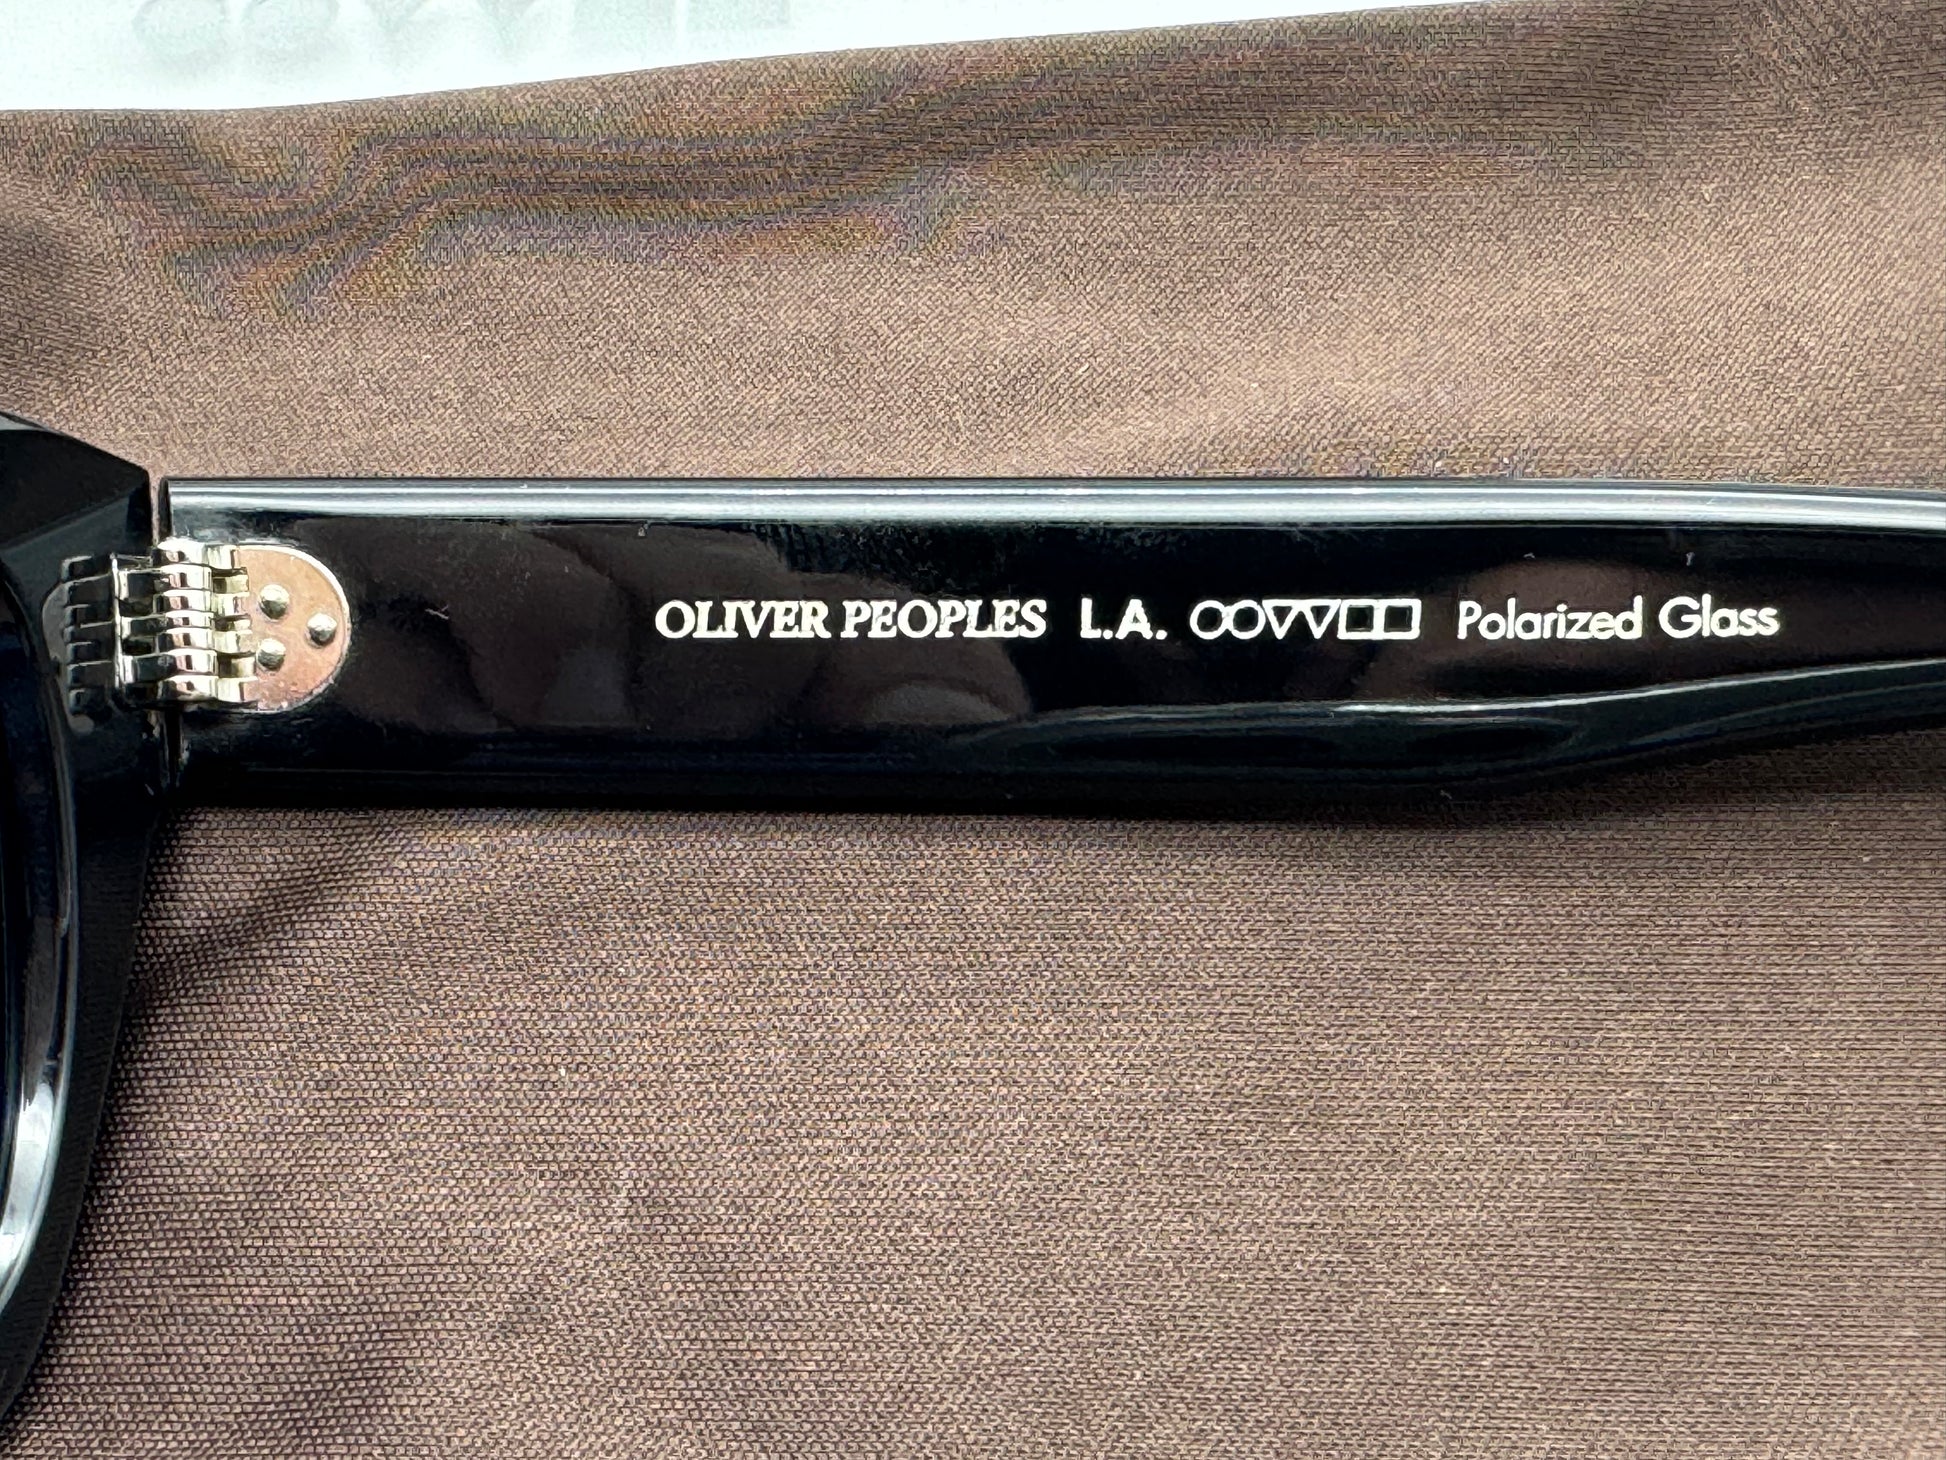 OLIVER PEOPLES L.A. ○○▽▽□□ Polarized Glass